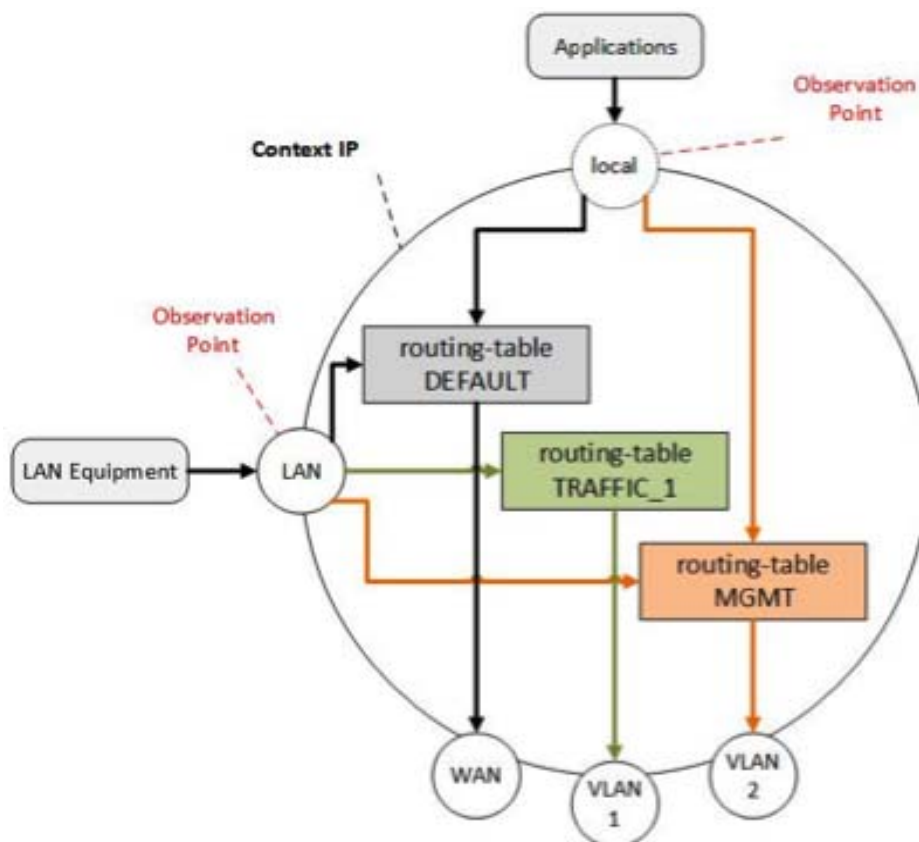 Applications
Observation
Point
Context IP
local
Observation
Point
routing-table
DEFAULT
LAN Equipment
LAN
routing-table
TRAFFIC_1
routing-table
MGMT
WAN
VLAN
1
VLAN
2